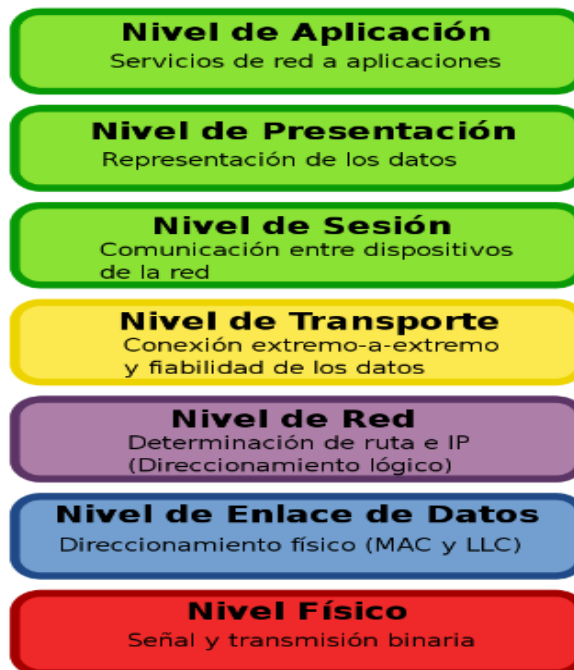 Nivel de Aplicación
Servicios de red a aplicaciones
Nivel de Presentación
Representación de los datos
Nivel de Sesión
Comunicación entre dispositivos
de la red
Nivel de Transporte
Conexión extremo-a-extremo
y fiabilidad de los datos
Nivel de Red
Determinación de ruta e IP
(Direccionamiento lógico)
Nivel de Enlace de Datos
Direccionamiento físico (MAC y LLC)
Nivel Físico
Señal y transmisión binaria